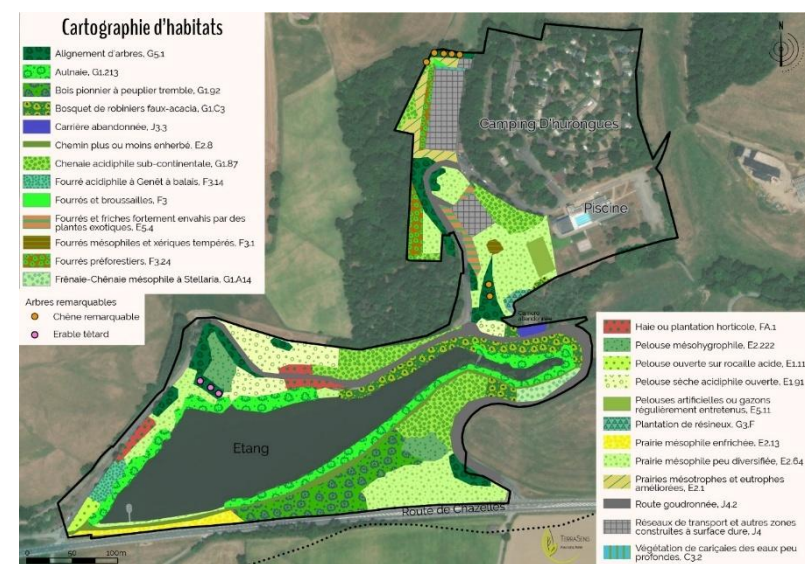 Cartographie d'habitats
Alignement d'arbres, G5.1
Aulnaie, G1.213
Bois pionnier à peuplier tremble, G1.92
Bosquet de robiniers faux-acacia, G1.C3
Carrière abandonnée, J3.3
Chemin plus ou moins enherbé, E2.8
Chenaie acidiphile sub-continentale, G1.87
Fourré acidiphile à Genêt à balais, F3.14
Fourrés et broussailles, F3
Fourrés et friches fortement envahis par des
plantes exotiques, E5.4
Fourrés mésophiles et xériques tempérés, F3.1
Fourrés préforestiers, F3.24
Frênaie-Chênaie mésophile à Stellaria, G1.A14
Arbres remarquables
Chêne remarquable
Erable têtard
N
Camping D'hurongues
Piscine
Carrière
abandonnée
Etang
Route de Chazelles
0 50 100m
TERRASENS
Haie ou plantation horticole, FA.1
Pelouse mésohygrophile, E2.222
Pelouse ouverte sur rocaille acide, E1.11
Pelouse sèche acidiphile ouverte, E1.91
Pelouses artificielles ou gazons
régulièrement entretenus, E5.11
Plantation de résineux, G3.F
Prairie mésophile enfrichée, E2.13
Prairie mésophile peu diversifiée, E2.64
Prairies mésotrophes et eutrophes
améliorées, E2.1
Route goudronnée, J4.2
Réseaux de transport et autres zones
construites à surface dure, J4
Végétation de cariçaies des eaux peu
profondes, C3.2